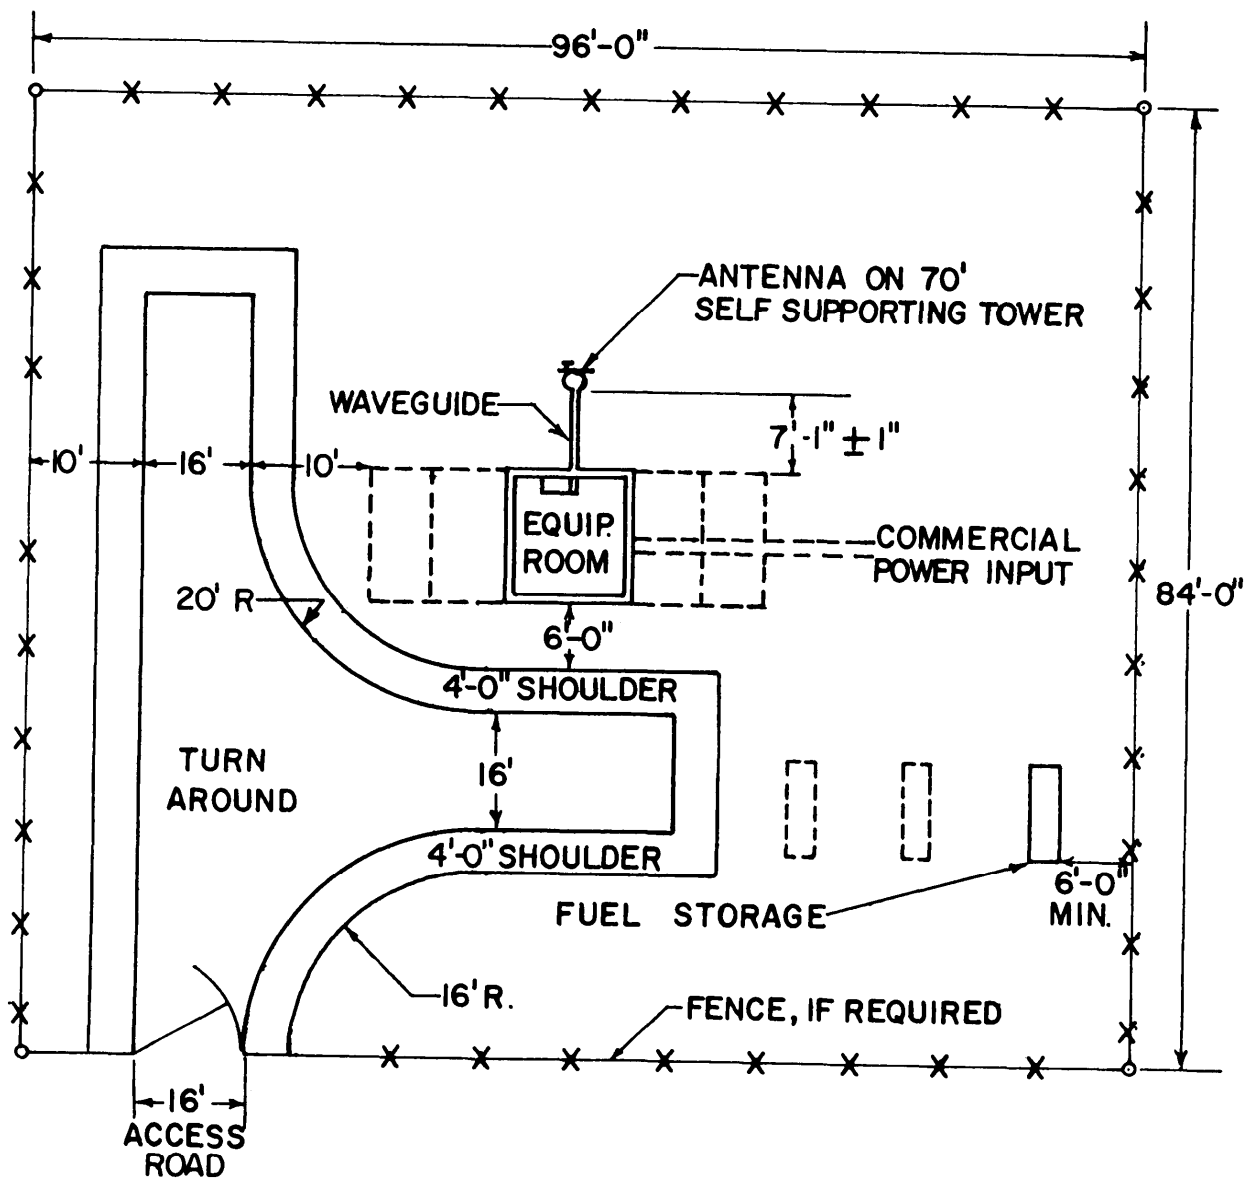 96'-0"
ANTENNA ON 70'
SELF SUPPORTING TOWER
WAVEGUIDE
7'-1" ± 1"
10'
16'
10'
EQUIP.
ROOM
COMMERCIAL
POWER INPUT
84'-0"
20' R
6'-0"
4'-0" SHOULDER
TURN
AROUND
16'
4'-0" SHOULDER
6'-0"
MIN.
FUEL STORAGE
16' R.
FENCE, IF REQUIRED
16'
ACCESS
ROAD